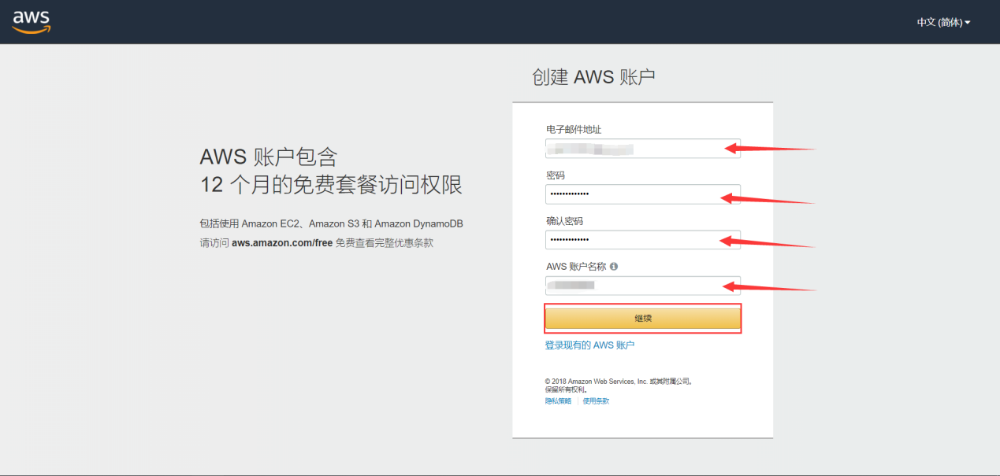 aws
中文 (简体)
创建 AWS 账户
AWS 账户包含
12 个月的免费套餐访问权限
包括使用 Amazon EC2、Amazon S3 和 Amazon DynamoDB
请访问 aws.amazon.com/free 免费查看完整优惠条款
电子邮件地址
密码
•••••••••••••
确认密码
•••••••••••••
AWS 账户名称
继续
登录现有的 AWS 账户
© 2018 Amazon Web Services, Inc. 或其附属公司。
保留所有权利。
隐私策略 使用条款